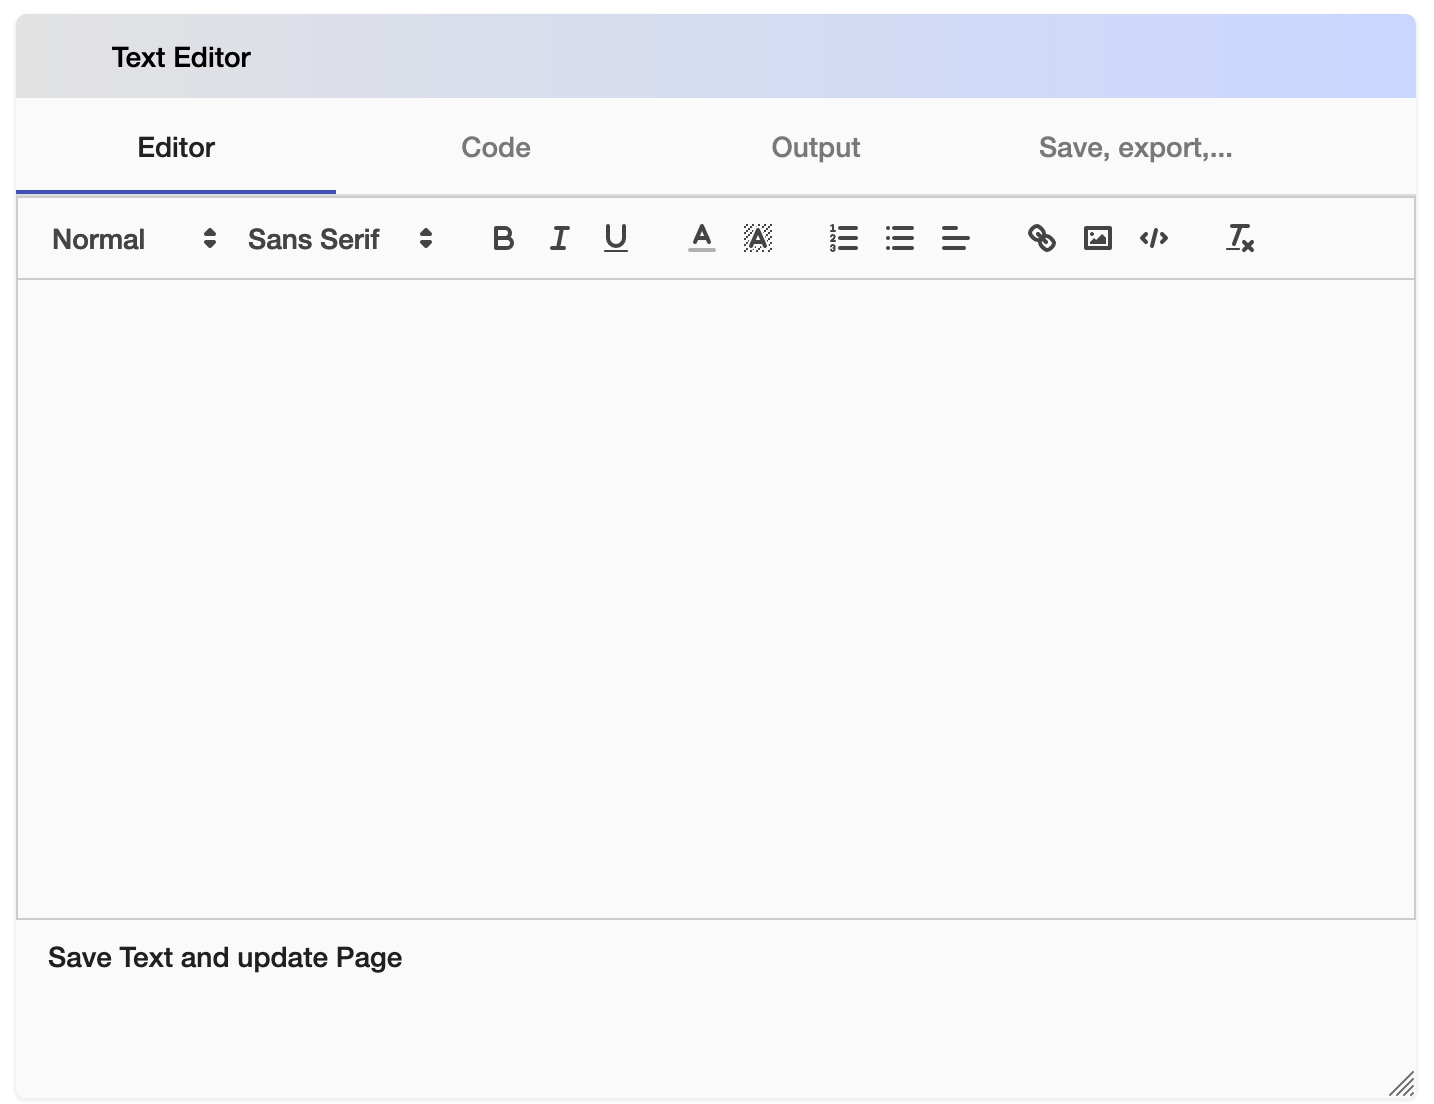 Text Editor
Editor Code Output Save, export,...
Normal Sans Serif B I U A A
Save Text and update Page